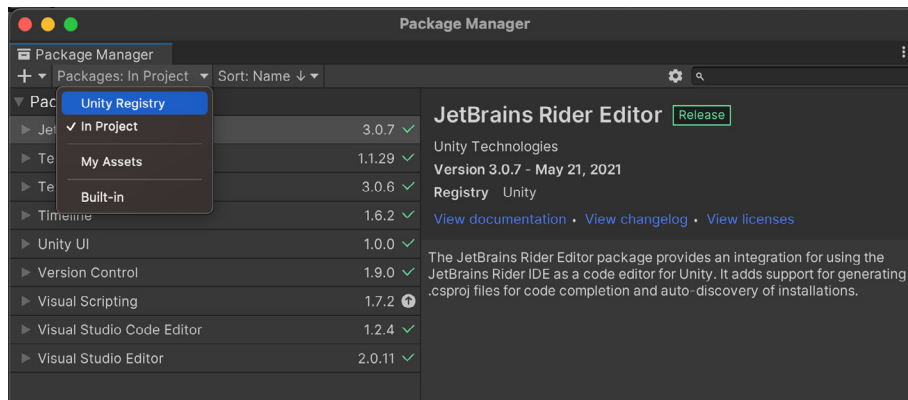 Package Manager
Package Manager
Packages: In Project Sort: Name ↓
Pac
Unity Registry
Jet 3.0.7
✓ In Project
Te 1.1.29
My Assets
Te 3.0.6
Built-in
Timeline 1.6.2
Unity UI 1.0.0
Version Control 1.9.0
Visual Scripting 1.7.2
Visual Studio Code Editor 1.2.4
Visual Studio Editor 2.0.11
JetBrains Rider Editor Release
Unity Technologies
Version 3.0.7 - May 21, 2021
Registry Unity
View documentation • View changelog • View licenses
The JetBrains Rider Editor package provides an integration for using the
JetBrains Rider IDE as a code editor for Unity. It adds support for generating
.csproj files for code completion and auto-discovery of installations.